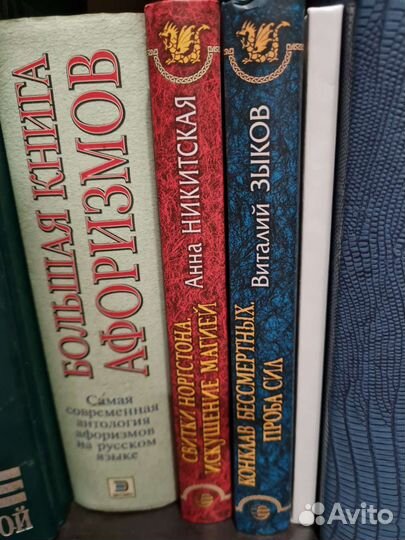 БОЛЬШАЯ КНИГА
АФОРИЗМОВ
Самая
современная
антология
афоризмов
на русском
языке
Анна НИКИТСКАЯ
СВИТКИ НОРГСТОНА.
ИСКУШЕНИЕ МАГИЕЙ
Виталий ЗЫКОВ
КОНКЛАВ БЕССМЕРТНЫХ.
ПРОБА СИЛ
ОЙ
Avito